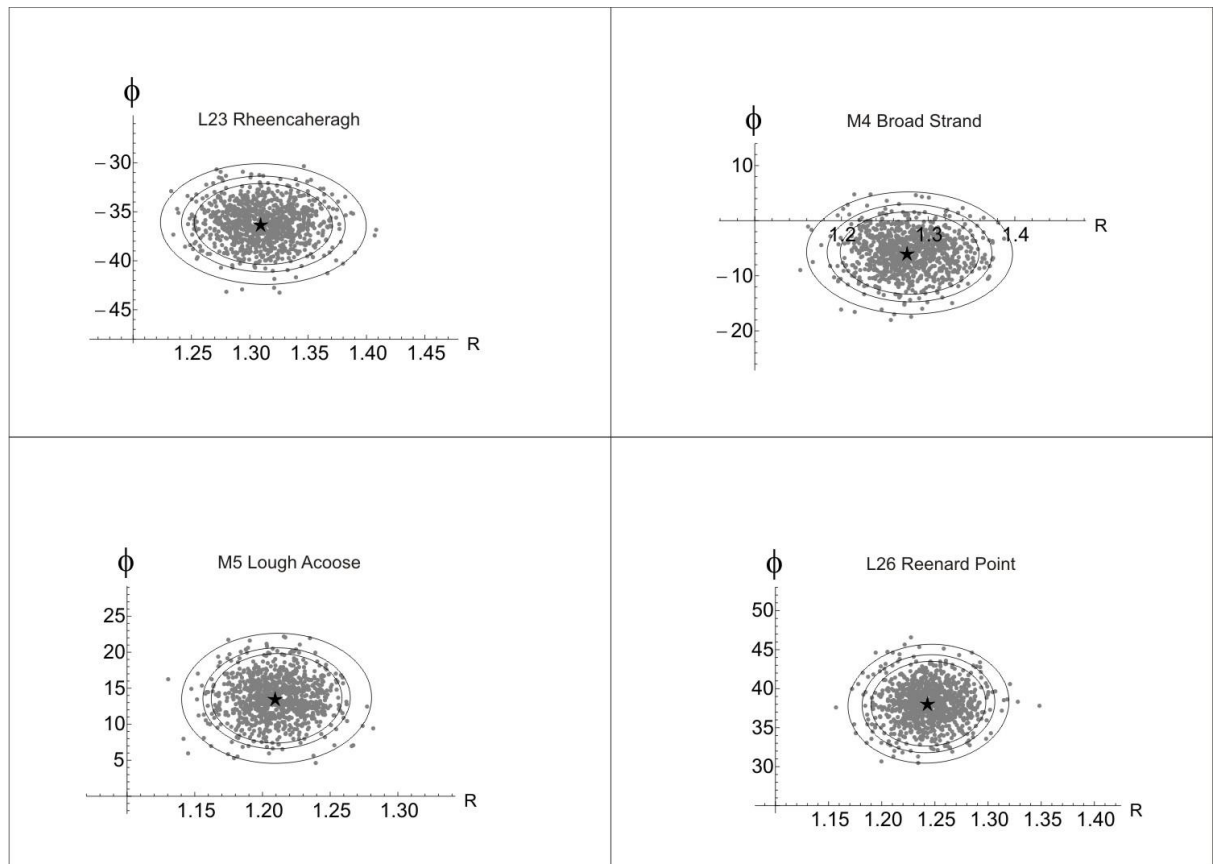 ϕ
L23 Rheencaheragh
−30
−35
−40
−45
1.25 1.30 1.35 1.40 1.45 R
ϕ
M4 Broad Strand
10
1.2 1.3 1.4 R
−10
−20
ϕ
M5 Lough Acoose
25
20
15
10
5
1.15 1.20 1.25 1.30 R
ϕ
L26 Reenard Point
50
45
40
35
30
1.15 1.20 1.25 1.30 1.35 1.40 R